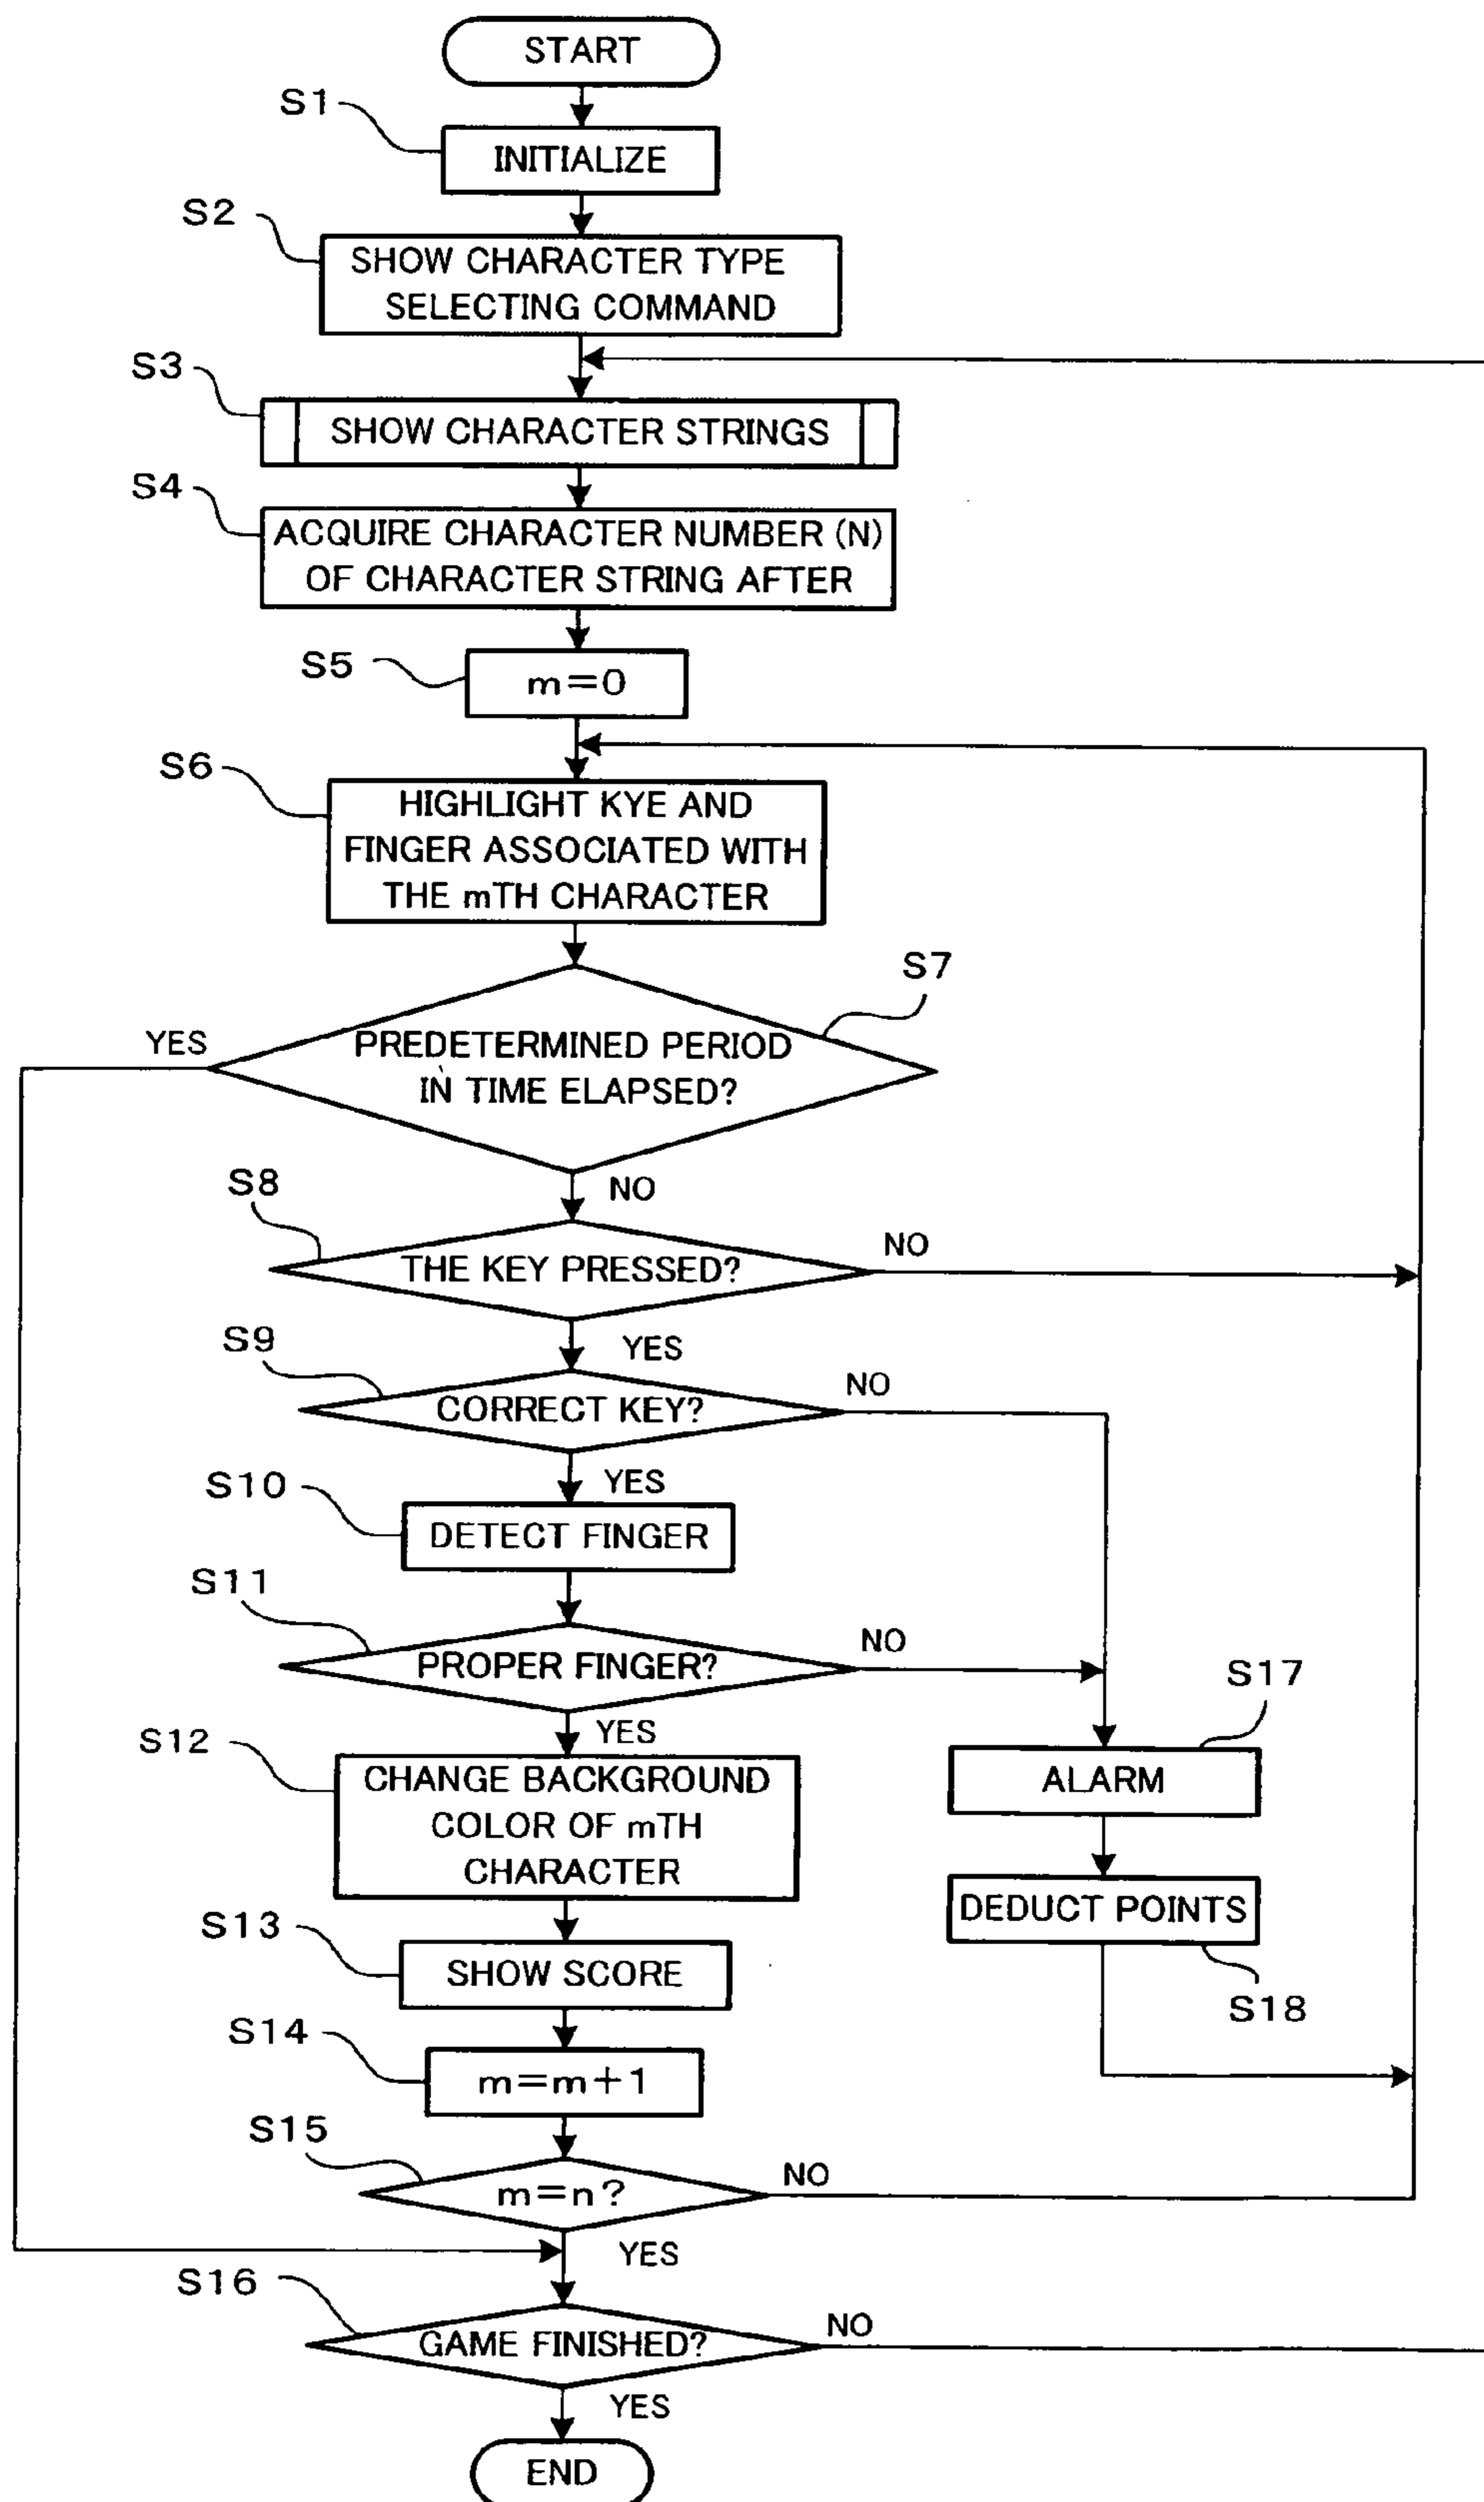 START
S1
INITIALIZE
S2
SHOW CHARACTER TYPE
SELECTING COMMAND
S3
SHOW CHARACTER STRINGS
S4
ACQUIRE CHARACTER NUMBER (N)
OF CHARACTER STRING AFTER
S5
m=0
S6
HIGHLIGHT KYE AND
FINGER ASSOCIATED WITH
THE mTH CHARACTER
S7
YES
PREDETERMINED PERIOD
IN TIME ELAPSED?
NO
S8
THE KEY PRESSED?
NO
YES
S9
CORRECT KEY?
NO
YES
S10
DETECT FINGER
S11
PROPER FINGER?
NO
YES
S12
CHANGE BACKGROUND
COLOR OF mTH
CHARACTER
S17
ALARM
DEDUCT POINTS
S18
S13
SHOW SCORE
S14
m=m+1
S15
m=n?
NO
YES
S16
GAME FINISHED?
NO
YES
END